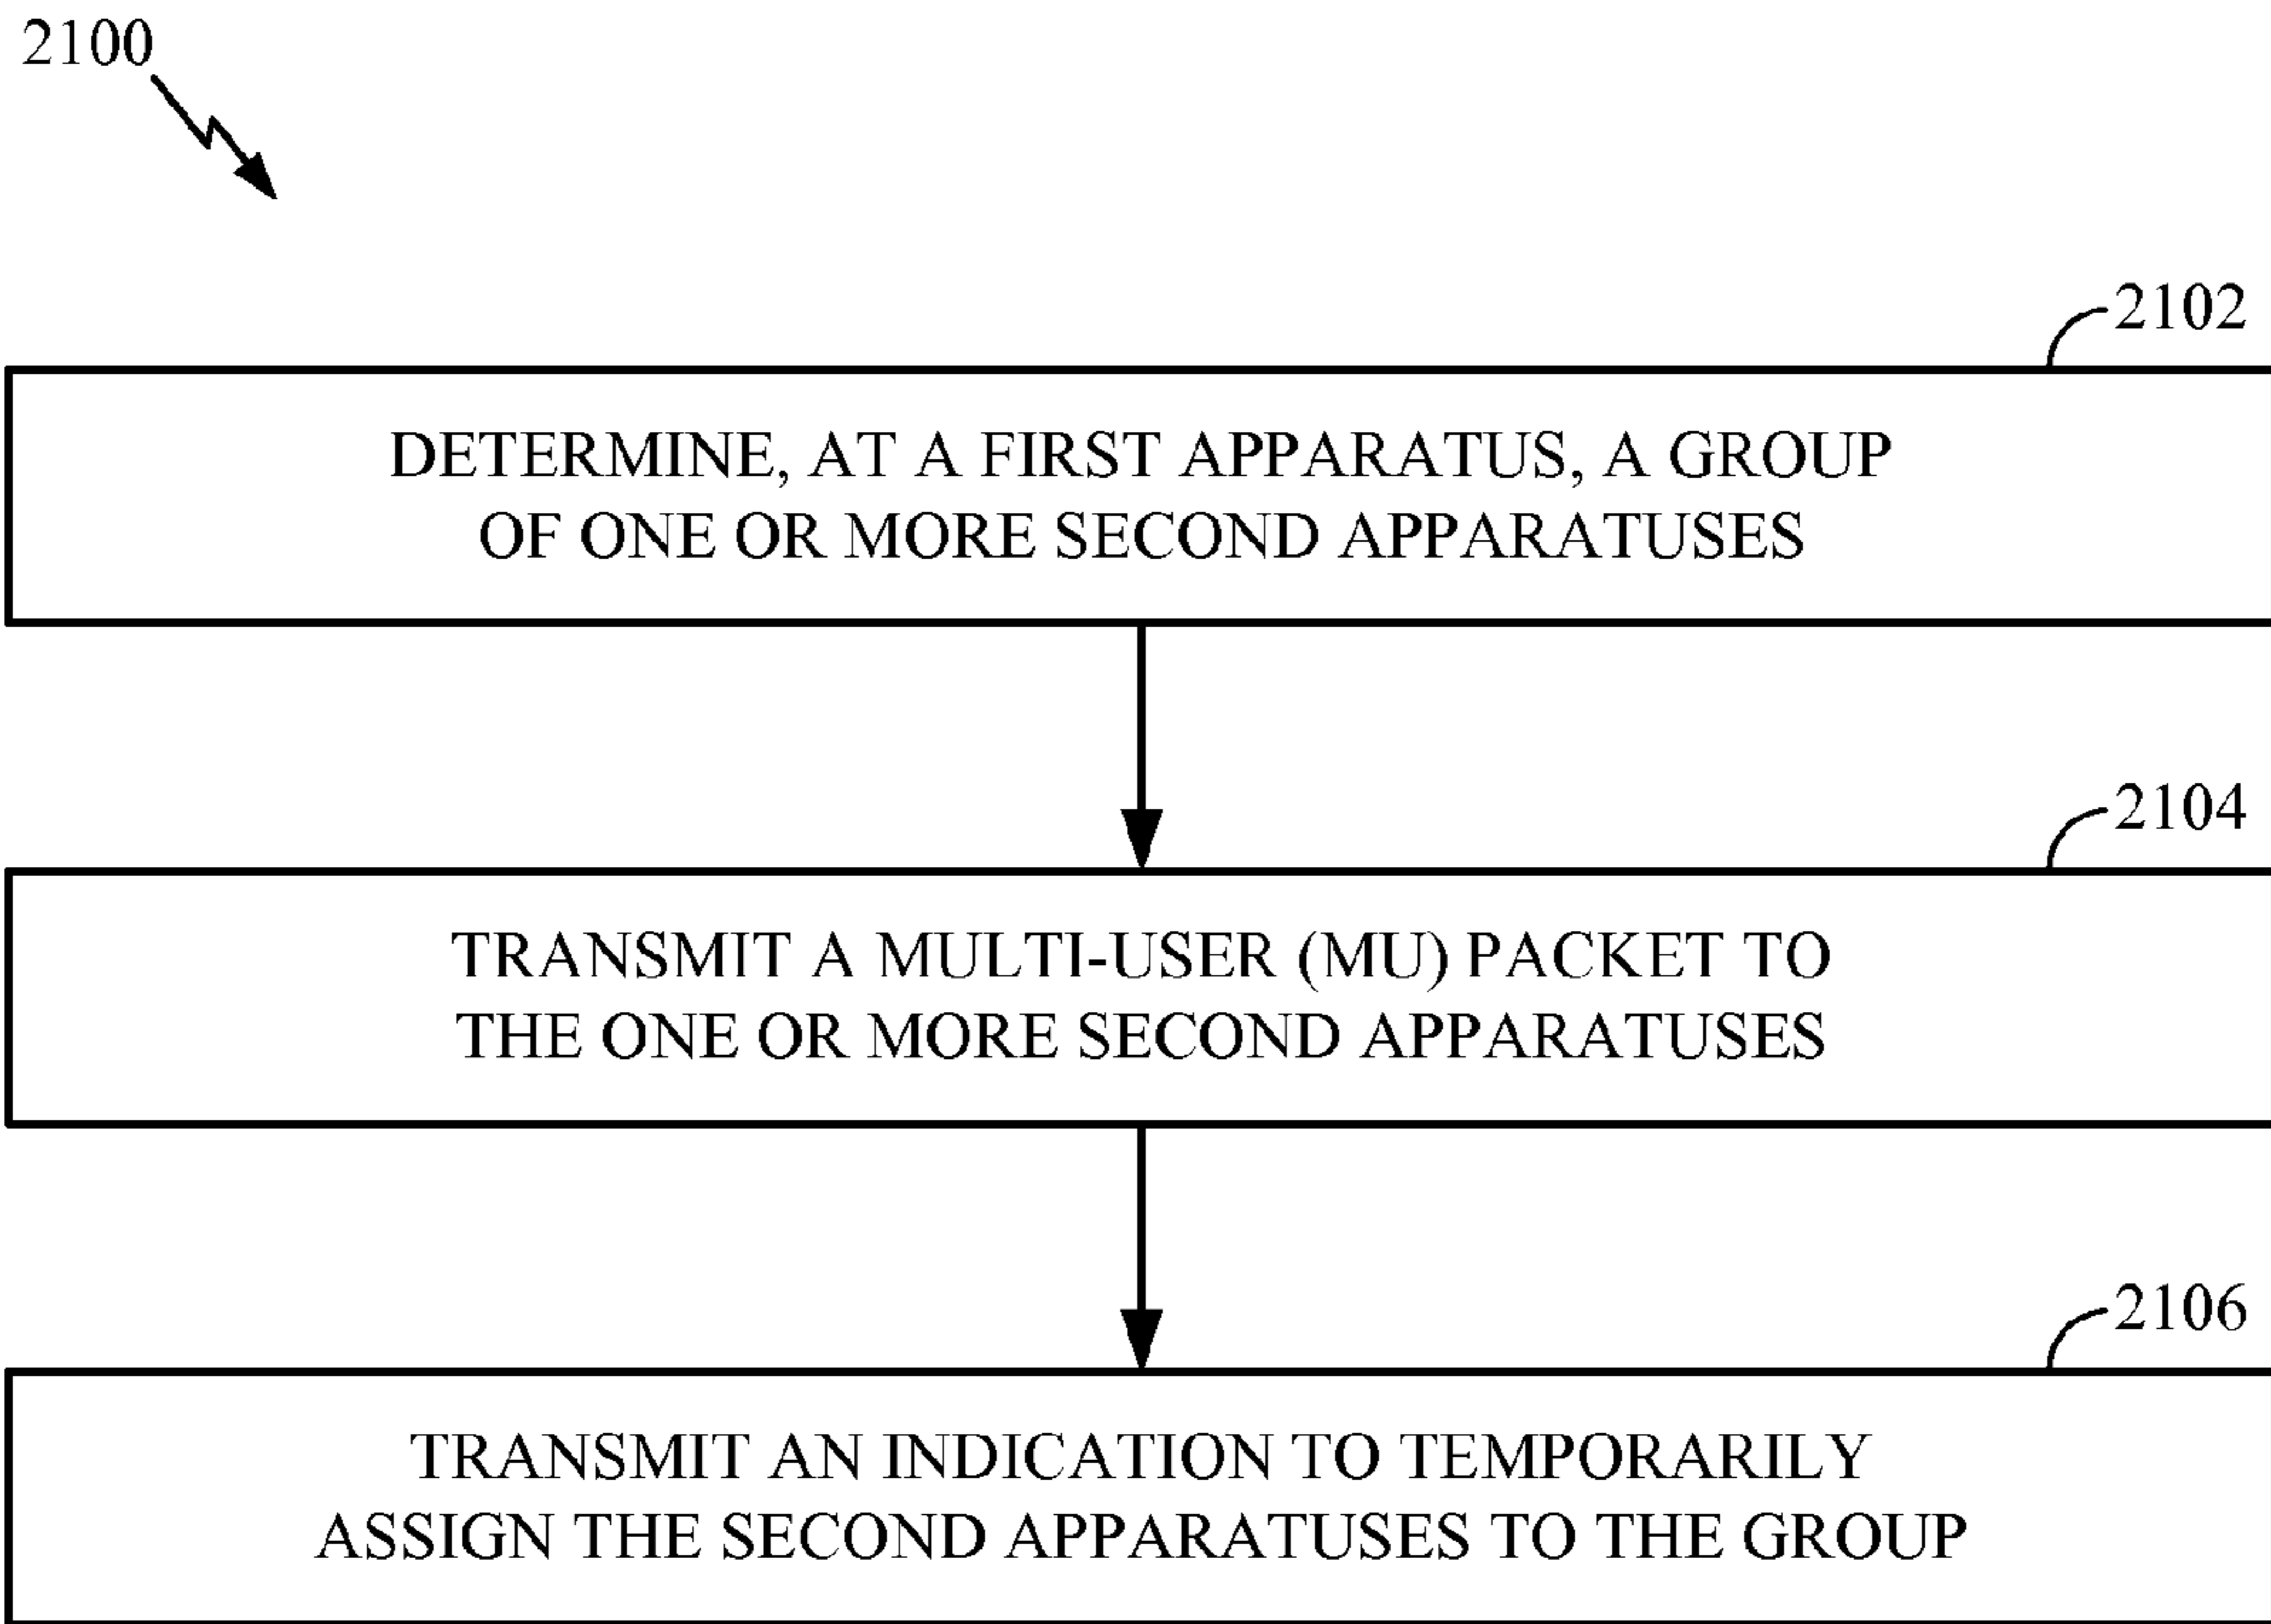 2100
2102
DETERMINE, AT A FIRST APPARATUS, A GROUP
OF ONE OR MORE SECOND APPARATUSES
2104
TRANSMIT A MULTI-USER (MU) PACKET TO
THE ONE OR MORE SECOND APPARATUSES
2106
TRANSMIT AN INDICATION TO TEMPORARILY
ASSIGN THE SECOND APPARATUSES TO THE GROUP